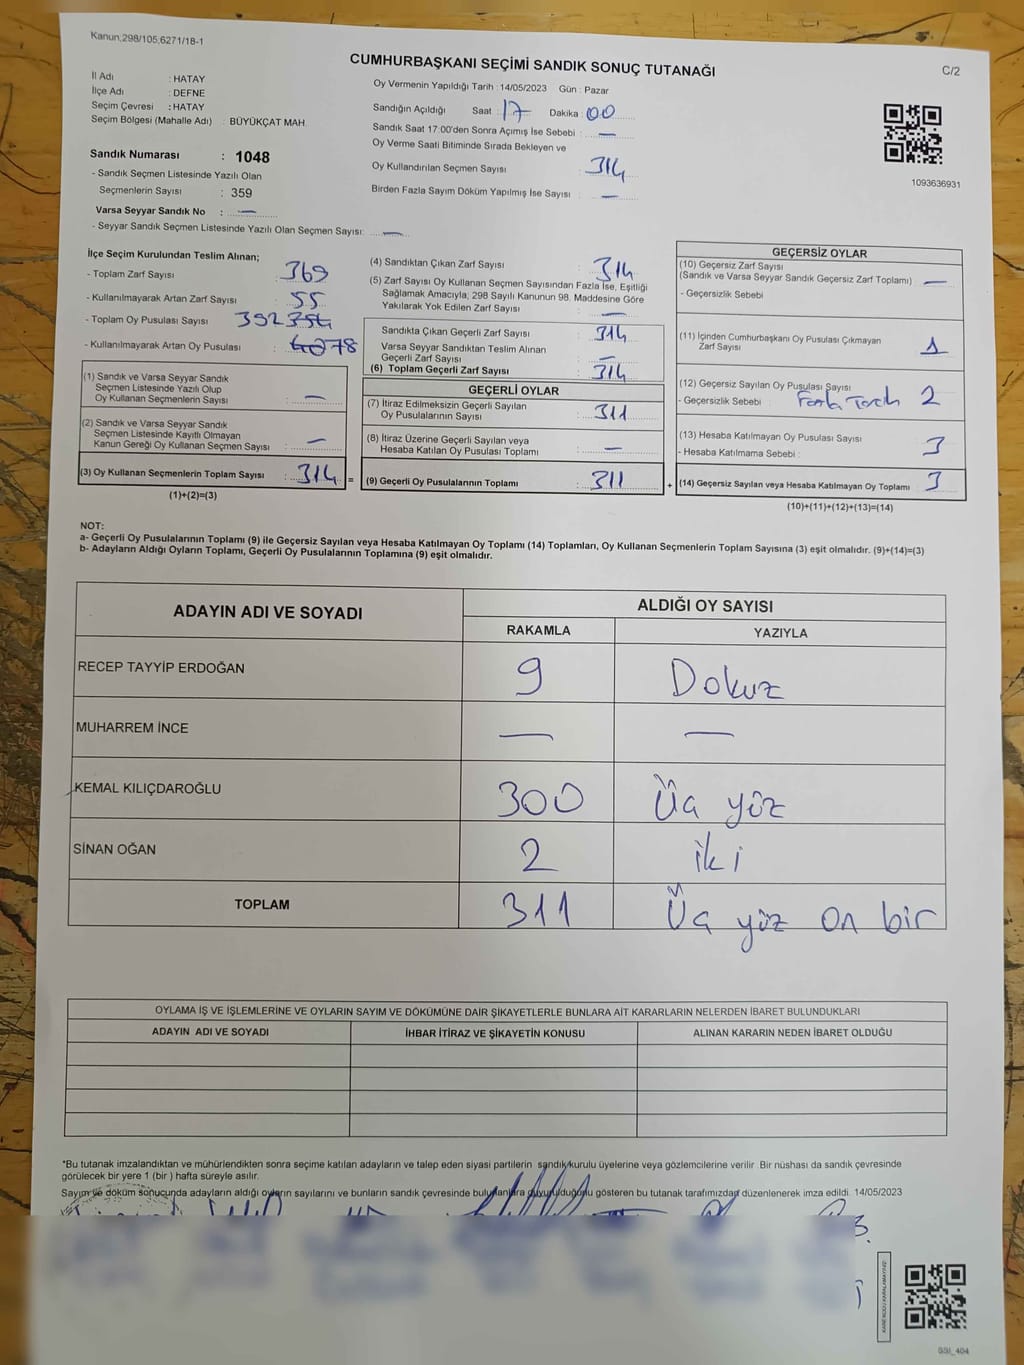 Kanun:298/105,6271/18-1
CUMHURBAŞKANI SEÇİMİ SANDIK SONUÇ TUTANAĞI
C/2
İl Adı : HATAY
İlçe Adı : DEFNE
Seçim Çevresi : HATAY
Seçim Bölgesi (Mahalle Adı) : BÜYÜKÇAT MAH.
Sandık Numarası : 1048
- Sandık Seçmen Listesinde Yazılı Olan
Seçmenlerin Sayısı : 359
Varsa Seyyar Sandık No : —
- Seyyar Sandık Seçmen Listesinde Yazılı Olan Seçmen Sayısı: —
Oy Vermenin Yapıldığı Tarih : 14/05/2023 Gün : Pazar
Sandığın Açıldığı Saat : 17 Dakika : 00
Sandık Saat 17:00'den Sonra Açımış İse Sebebi : —
Oy Verme Saati Bitiminde Sırada Bekleyen ve
Oy Kullandırılan Seçmen Sayısı : 314
Birden Fazla Sayım Döküm Yapılmış İse Sayısı : —
1093636931
İlçe Seçim Kurulundan Teslim Alınan;
- Toplam Zarf Sayısı : 369
- Kullanılmayarak Artan Zarf Sayısı : 55
- Toplam Oy Pusulası Sayısı : 392
- Kullanılmayarak Artan Oy Pusulası : 78
(1) Sandık ve Varsa Seyyar Sandık
Seçmen Listesinde Yazılı Olup
Oy Kullanan Seçmenlerin Sayısı : —
(2) Sandık ve Varsa Seyyar Sandık
Seçmen Listesinde Kayıtlı Olmayan
Kanun Gereği Oy Kullanan Seçmen Sayısı : —
(3) Oy Kullanan Seçmenlerin Toplam Sayısı : 314 =
(1)+(2)=(3)
(4) Sandıktan Çıkan Zarf Sayısı : 314
(5) Zarf Sayısı Oy Kullanan Seçmen Sayısından Fazla İse, Eşitliği
Sağlamak Amacıyla, 298 Sayılı Kanunun 98. Maddesine Göre
Yakılarak Yok Edilen Zarf Sayısı : —
Sandıkta Çıkan Geçerli Zarf Sayısı : 314
Varsa Seyyar Sandıktan Teslim Alınan
Geçerli Zarf Sayısı : —
(6) Toplam Geçerli Zarf Sayısı : 314
GEÇERLİ OYLAR
(7) İtiraz Edilmeksizin Geçerli Sayılan
Oy Pusulalarının Sayısı : 311
(8) İtiraz Üzerine Geçerli Sayılan veya
Hesaba Katılan Oy Pusulası Toplamı : —
(9) Geçerli Oy Pusulalarının Toplamı : 311 +
GEÇERSİZ OYLAR
(10) Geçersiz Zarf Sayısı
(Sandık ve Varsa Seyyar Sandık Geçersiz Zarf Toplamı) : —
- Geçersizlik Sebebi
(11) İçinden Cumhurbaşkanı Oy Pusulası Çıkmayan
Zarf Sayısı 1
(12) Geçersiz Sayılan Oy Pusulası Sayısı
- Geçersizlik Sebebi : Fazla Tercih 2
(13) Hesaba Katılmayan Oy Pusulası Sayısı 3
- Hesaba Katılmama Sebebi :
(14) Geçersiz Sayılan veya Hesaba Katılmayan Oy Toplamı : 3
(10)+(11)+(12)+(13)=(14)
NOT:
a- Geçerli Oy Pusulalarının Toplamı (9) ile Geçersiz Sayılan veya Hesaba Katılmayan Oy Toplamı (14) Toplamları, Oy Kullanan Seçmenlerin Toplam Sayısına (3) eşit olmalıdır. (9)+(14)=(3)
b- Adayların Aldığı Oyların Toplamı, Geçerli Oy Pusulalarının Toplamına (9) eşit olmalıdır.
ADAYIN ADI VE SOYADI ALDIĞI OY SAYISI
RAKAMLA YAZIYLA
RECEP TAYYİP ERDOĞAN 9 Dokuz
MUHARREM İNCE — —
KEMAL KILIÇDAROĞLU 300 Üç yüz
SİNAN OĞAN 2 iki
TOPLAM 311 Üç yüz on bir
OYLAMA İŞ VE İŞLEMLERİNE VE OYLARIN SAYIM VE DÖKÜMÜNE DAİR ŞİKAYETLERLE BUNLARA AİT KARARLARIN NELERDEN İBARET BULUNDUKLARI
ADAYIN ADI VE SOYADI İHBAR İTİRAZ VE ŞİKAYETİN KONUSU ALINAN KARARIN NEDEN İBARET OLDUĞU
*Bu tutanak imzalandıktan ve mühürlendikten sonra seçime katılan adayların ve talep eden siyasi partilerin sandık kurulu üyelerine veya gözlemcilerine verilir. Bir nüshası da sandık çevresinde
görülecek bir yere 1 (bir ) hafta süreyle asılır.
Sayım ve döküm sonucunda adayların aldığı oyların sayılarını ve bunların sandık çevresinde bulunanlara duyurulduğunu gösteren bu tutanak tarafımızdan düzenlenerek imza edildi. 14/05/2023